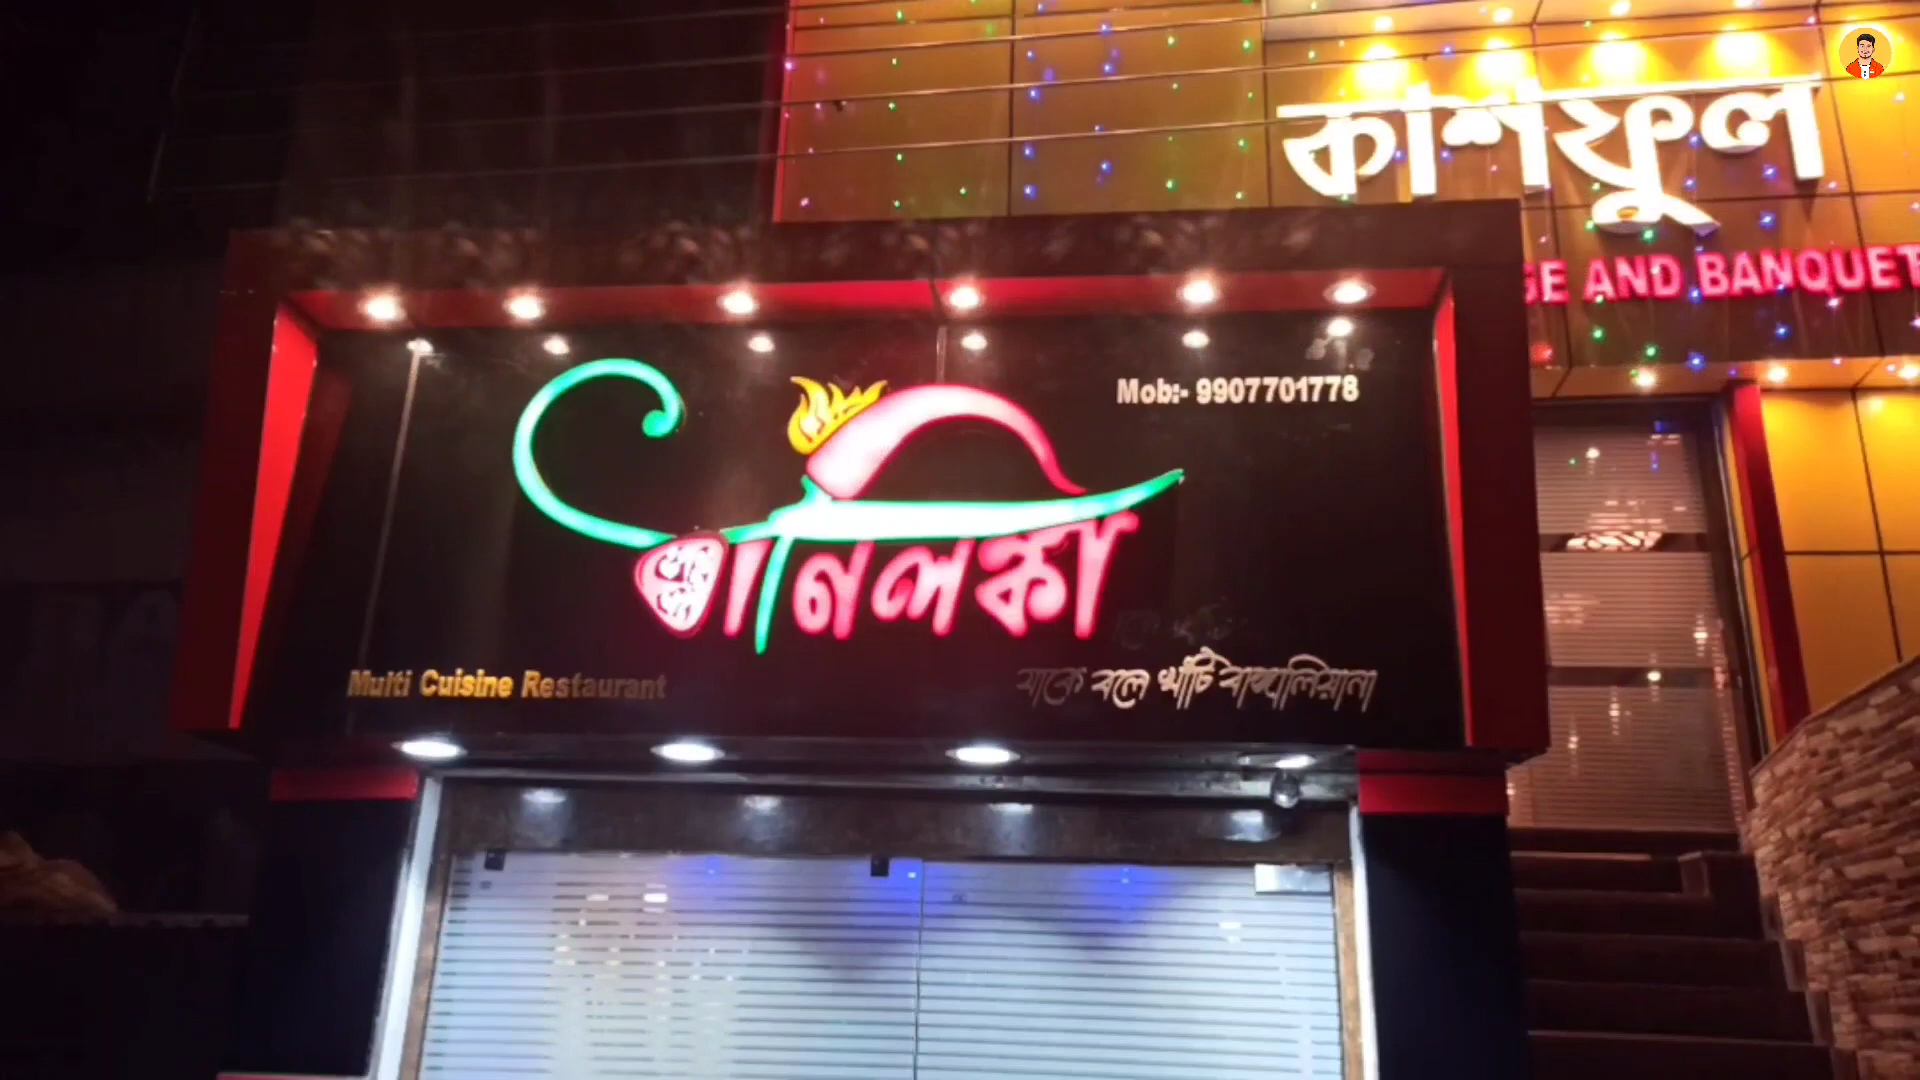 কাশফুল
GE AND BANQUET
Mob:- 9907701778
ধানিলঙ্কা
Multi Cuisine Restaurant
যাকে বলে খাঁটি বাঙ্গালিয়ানা